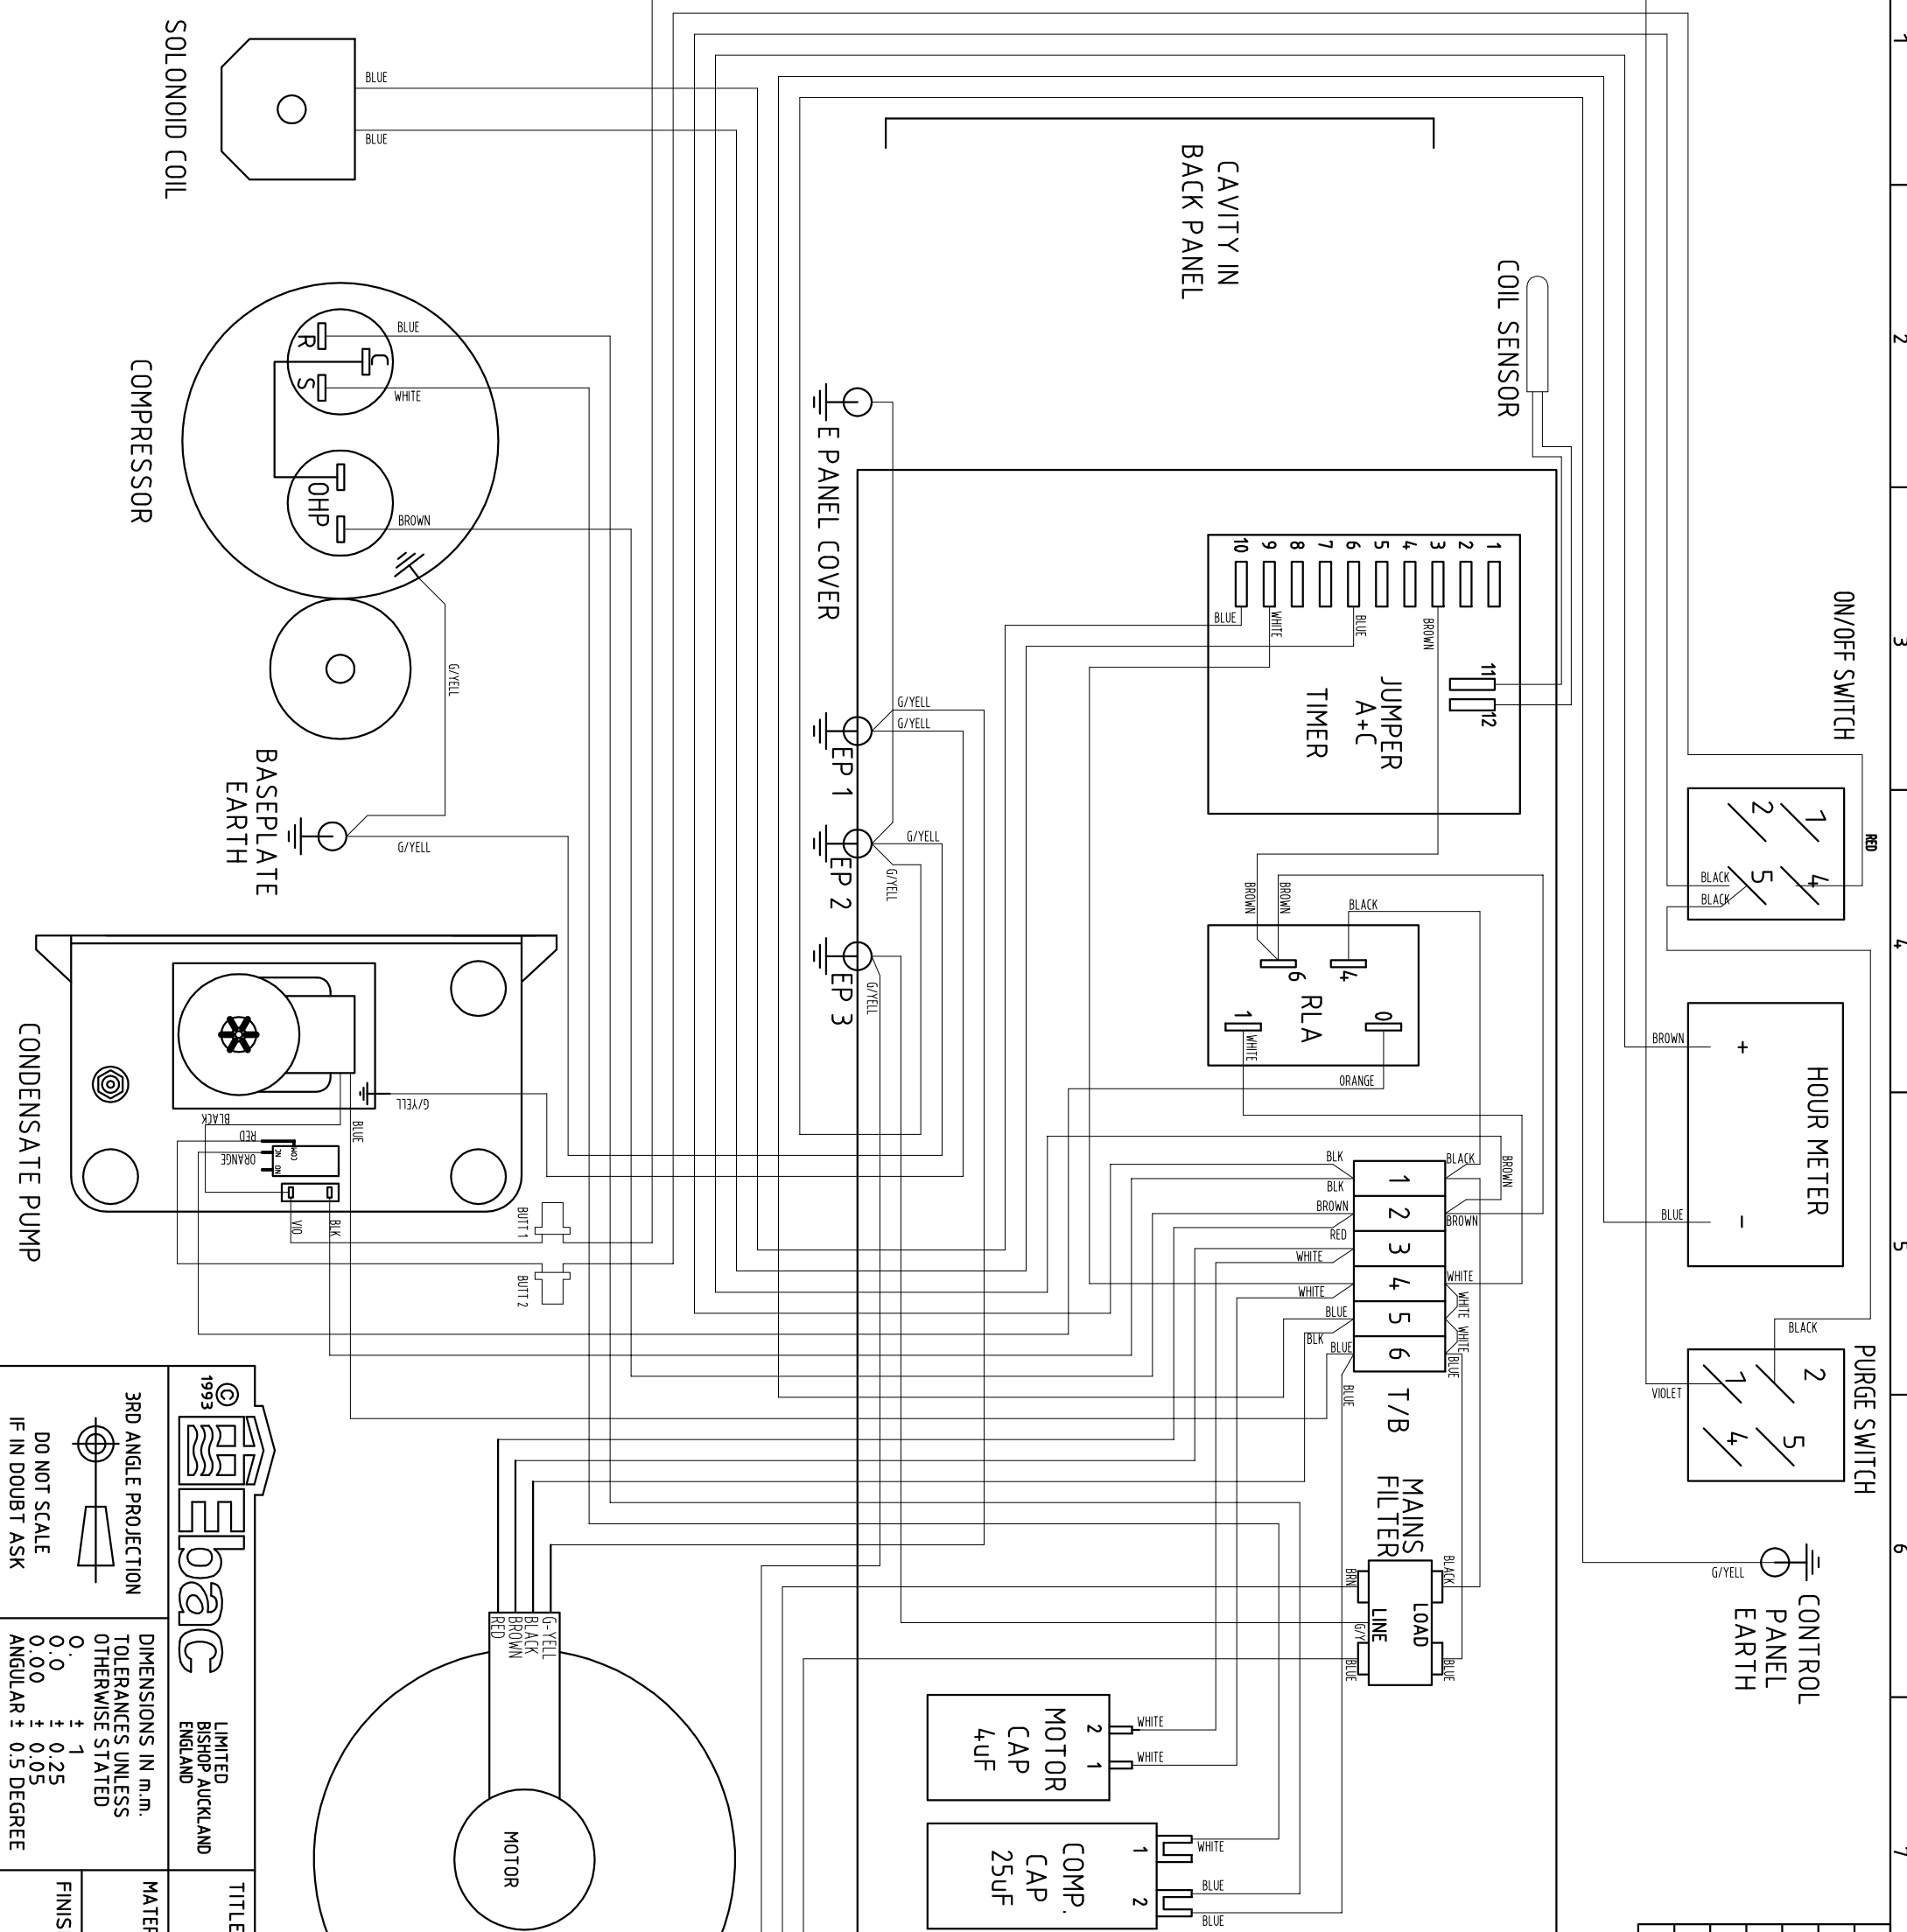 SOLONOID COIL
BLUE
BLUE
CAVITY IN
BACK PANEL
COIL SENSOR
1
2
3
4
5
6
7
COMPRESSOR
R
C
S
OHP
BLUE
WHITE
BROWN
G/YELL
BASEPLATE
EARTH
G/YELL
E PANEL COVER
G/YELL
G/YELL
EP 1
G/YELL
G/YELL
EP 2
G/YELL
EP 3
10
9
8
7
6
5
4
3
2
1
BLUE
WHITE
BLUE
BROWN
11
12
JUMPER
A+C
TIMER
ON/OFF SWITCH
1
2
4
5
RED
BLACK
BLACK
BROWN
BROWN
BLACK
6
4
RLA
1
0
WHITE
ORANGE
HOUR METER
+
-
BROWN
BLUE
CONDENSATE PUMP
BLACK
BLUE
G/YELL
RED
ORANGE
COM
NC
NO
VIO
BLK
BUTT 1
BUTT 2
BLK
BLK
BROWN
RED
WHITE
WHITE
BLUE
BLK
BLUE
BLUE
1
2
3
4
5
6
BLACK
BROWN
BROWN
WHITE
WHITE
WHITE
BLUE
T/B
PURGE SWITCH
2
1
5
4
BLACK
VIOLET
MAINS
FILTER
BLACK
BRN
LOAD
LINE
G/Y
BLUE
BLUE
G/YELL
CONTROL
PANEL
EARTH
MOTOR
CAP
4uF
2
1
WHITE
WHITE
COMP.
CAP
25uF
1
2
WHITE
BLUE
BLUE
G-YELL
BLACK
BROWN
RED
MOTOR
© 1993
Ebac
LIMITED
BISHOP AUCKLAND
ENGLAND
3RD ANGLE PROJECTION
DO NOT SCALE
IF IN DOUBT ASK
DIMENSIONS IN m.m.
TOLERANCES UNLESS
OTHERWISE STATED
0. ± 1
0.0 ± 0.25
0.00 ± 0.05
ANGULAR ± 0.5 DEGREE
TITLE
MATER
FINIS